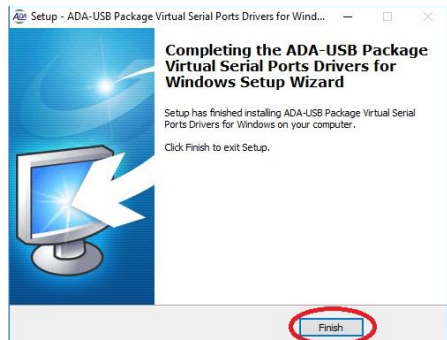 ADA Setup - ADA-USB Package Virtual Serial Ports Drivers for Wind...
Completing the ADA-USB Package
Virtual Serial Ports Drivers for
Windows Setup Wizard
Setup has finished installing ADA-USB Package Virtual Serial
Ports Drivers for Windows on your computer.
Click Finish to exit Setup.
Finish